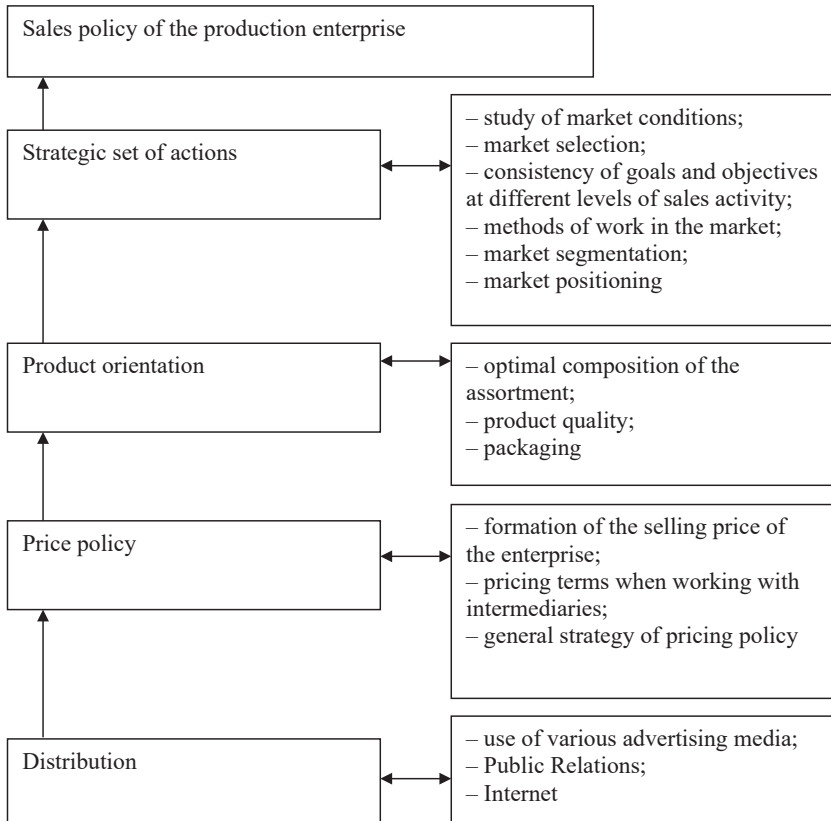 Sales policy of the production enterprise
Strategic set of actions
– study of market conditions;
– market selection;
– consistency of goals and objectives
at different levels of sales activity;
– methods of work in the market;
– market segmentation;
– market positioning
Product orientation
– optimal composition of the
assortment;
– product quality;
– packaging
Price policy
– formation of the selling price of
the enterprise;
– pricing terms when working with
intermediaries;
– general strategy of pricing policy
Distribution
– use of various advertising media;
– Public Relations;
– Internet